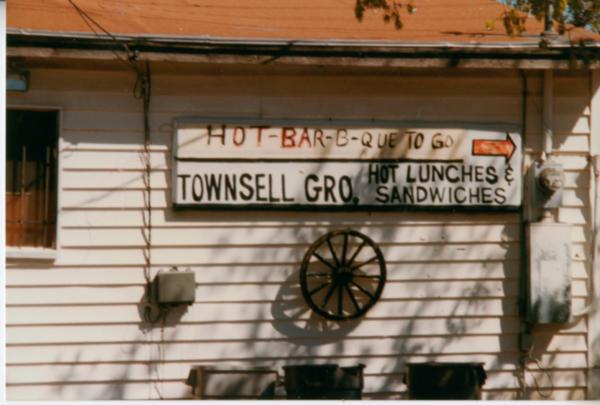 HOT-BAR-B-QUE TO GO
TOWNSELL GRO. HOT LUNCHES &
SANDWICHES